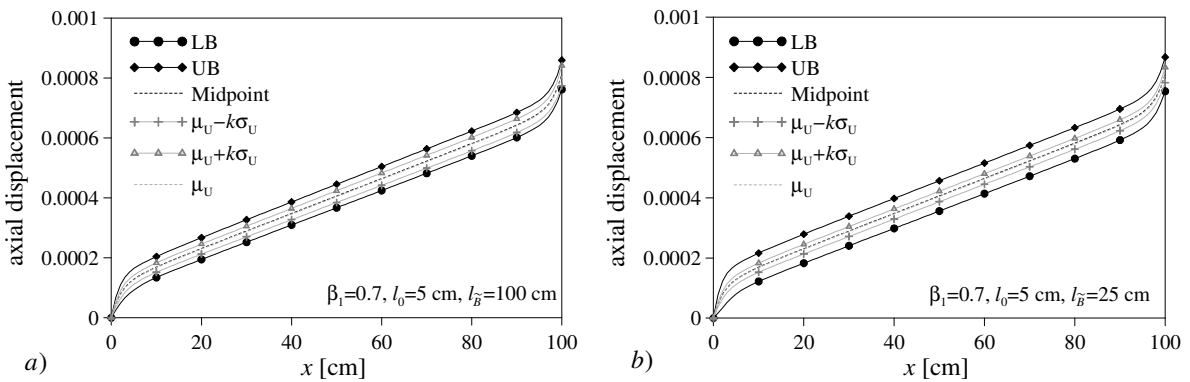 0.001
0.0008
0.0006
0.0004
0.0002
0
axial displacement
LB
UB
Midpoint
μU−kσU
μU+kσU
μU
β1=0.7, l0=5 cm, lB̃=100 cm
0 20 40 60 80 100
x [cm]
a)
0.001
0.0008
0.0006
0.0004
0.0002
0
axial displacement
LB
UB
Midpoint
μU−kσU
μU+kσU
μU
β1=0.7, l0=5 cm, lB̃=25 cm
0 20 40 60 80 100
x [cm]
b)